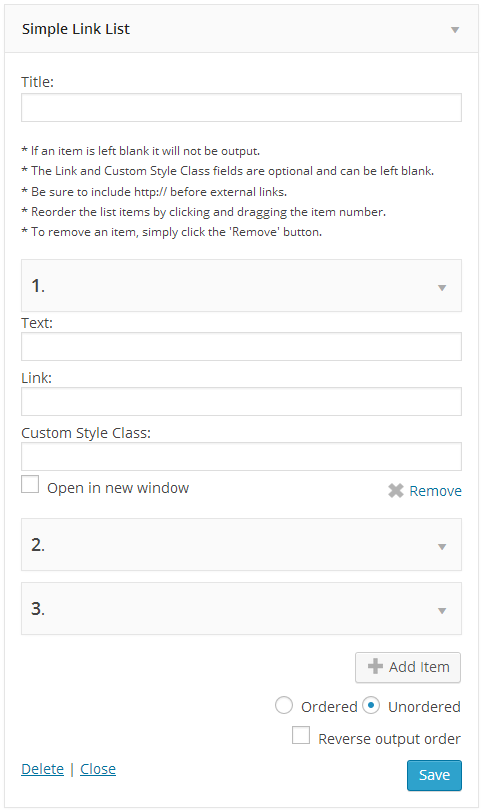 Simple Link List
Title:
* If an item is left blank it will not be output.
* The Link and Custom Style Class fields are optional and can be left blank.
* Be sure to include http:// before external links.
* Reorder the list items by clicking and dragging the item number.
* To remove an item, simply click the 'Remove' button.
1.
Text:
Link:
Custom Style Class:
Open in new window Remove
2.
3.
Add Item
Ordered Unordered
Reverse output order
Delete | Close Save